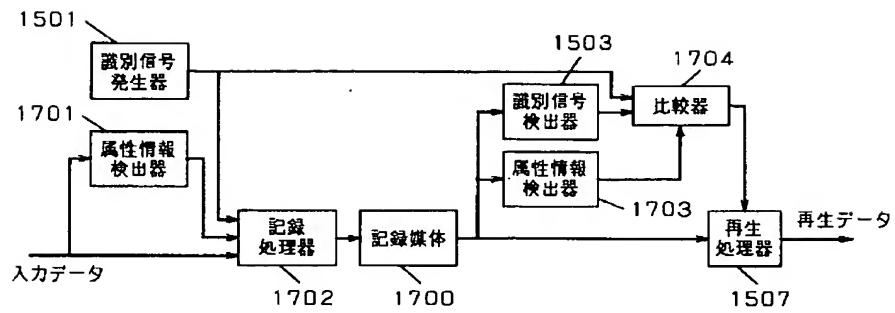 1501
識別信号
発生器
1701
属性情報
検出器
入力データ
記録
処理器
1702
記録媒体
1700
1503
識別信号
検出器
属性情報
検出器
1703
1704
比較器
再生
処理器
1507
再生データ